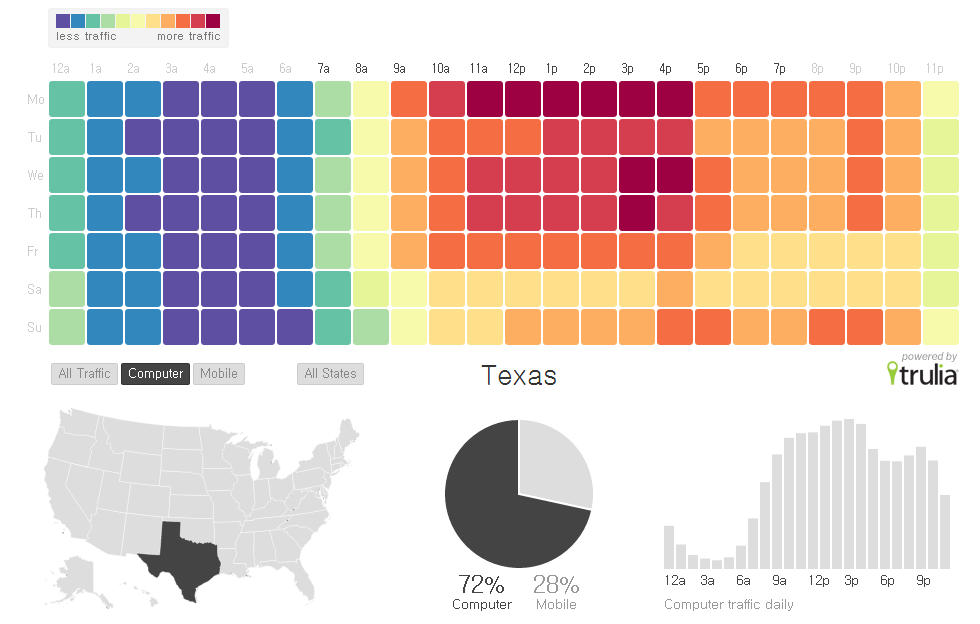 less traffic more traffic
12a 1a 2a 3a 4a 5a 6a 7a 8a 9a 10a 11a 12p 1p 2p 3p 4p 5p 6p 7p 8p 9p 10p 11p
Mo
Tu
We
Th
Fr
Sa
Su
All Traffic Computer Mobile All States
Texas
powered by
trulia
72% 28%
Computer Mobile
12a 3a 6a 9a 12p 3p 6p 9p
Computer traffic daily